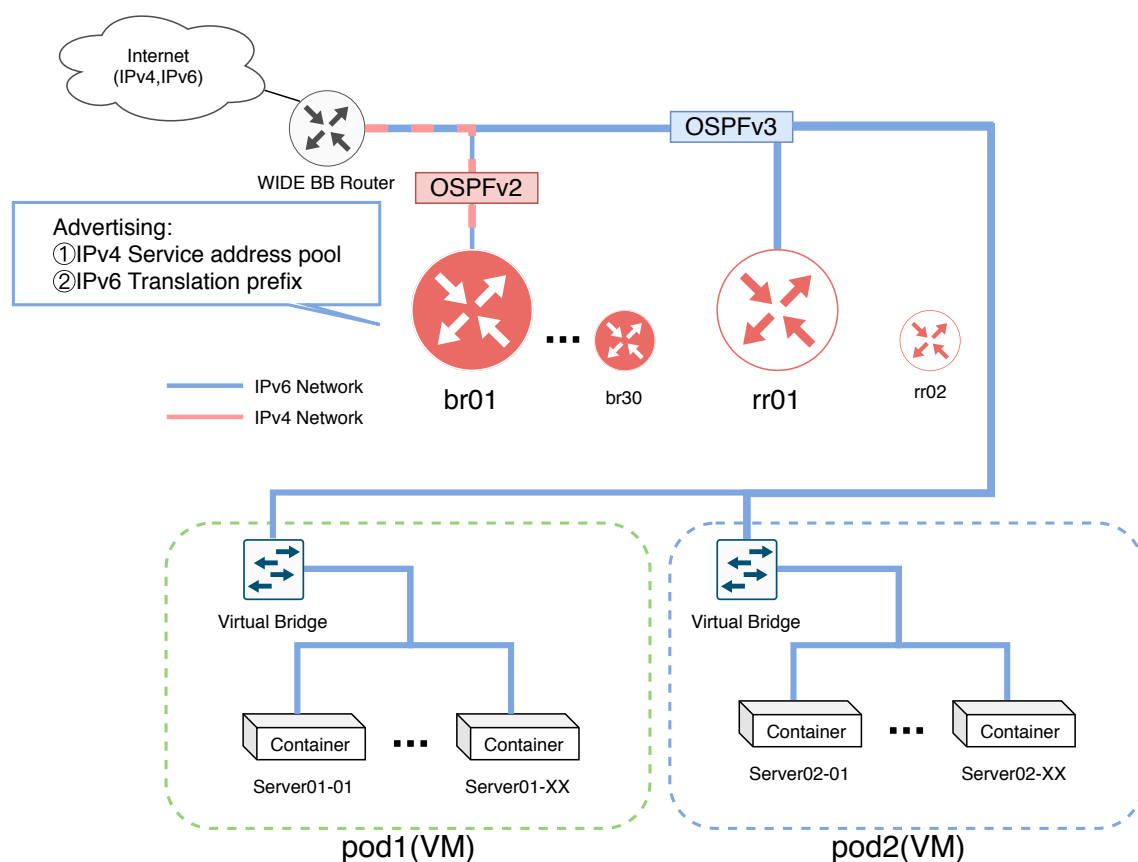 Internet
(IPv4,IPv6)
WIDE BB Router
OSPFv3
OSPFv2
Advertising:
①IPv4 Service address pool
②IPv6 Translation prefix
br01
br30
rr01
rr02
IPv6 Network
IPv4 Network
Virtual Bridge
Virtual Bridge
Container
Container
Container
Container
Server01-01
Server01-XX
Server02-01
Server02-XX
pod1(VM)
pod2(VM)